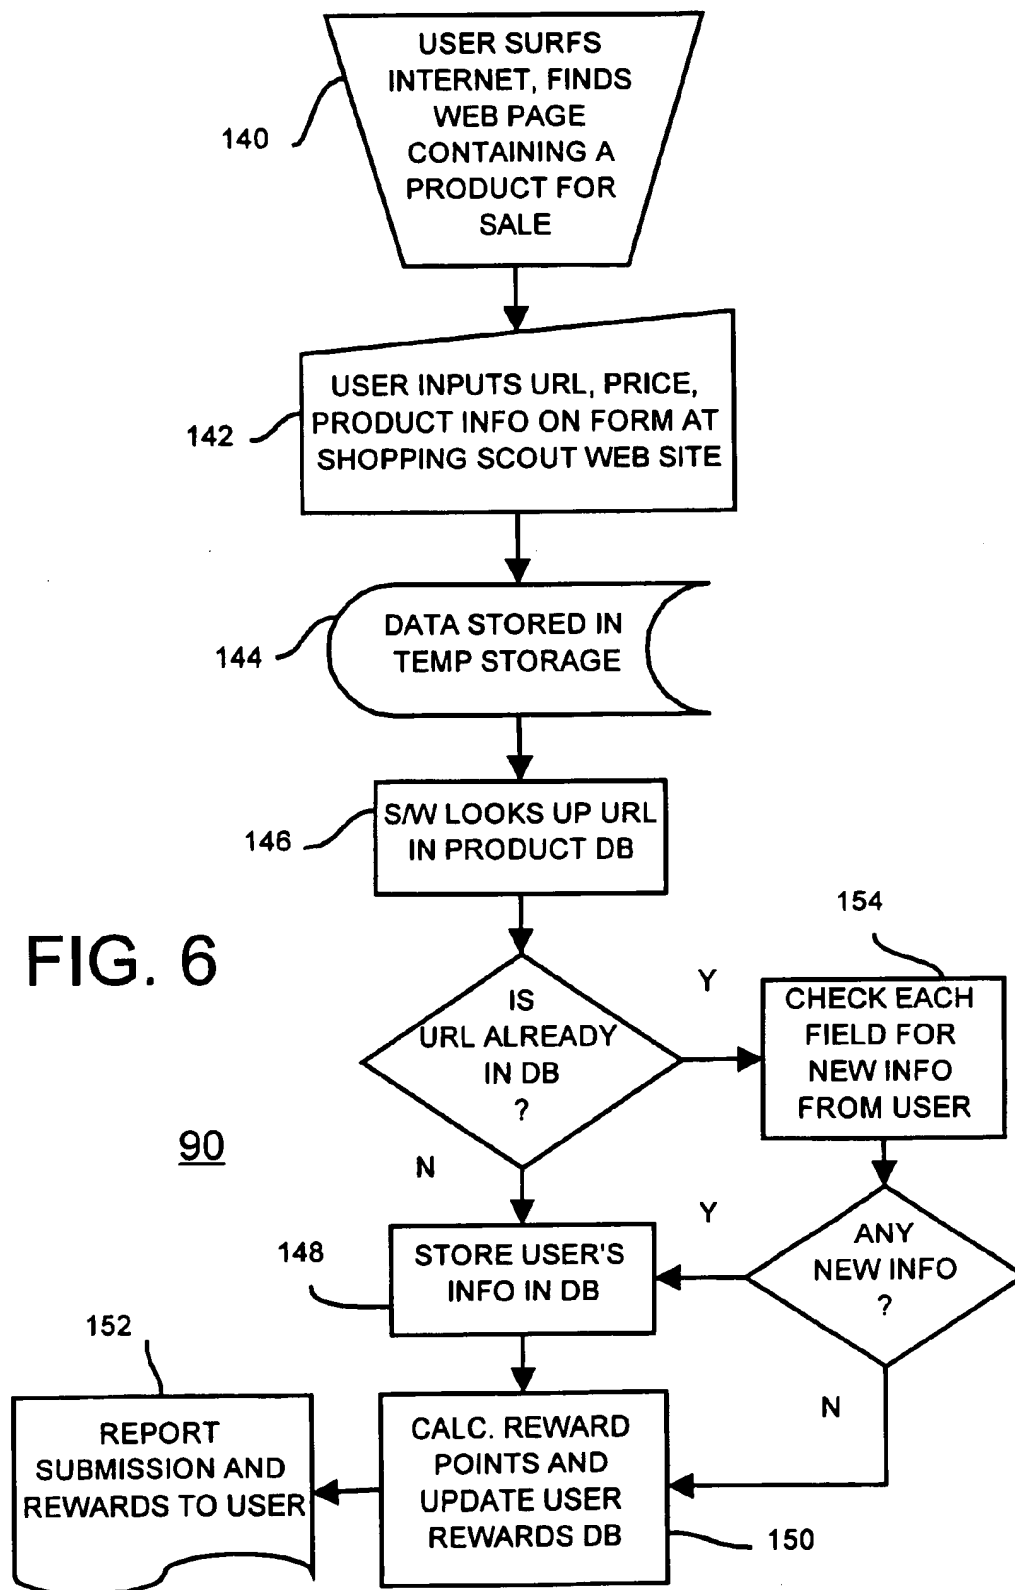 USER SURFS
INTERNET, FINDS
WEB PAGE
CONTAINING A
PRODUCT FOR
SALE
140
USER INPUTS URL, PRICE,
PRODUCT INFO ON FORM AT
SHOPPING SCOUT WEB SITE
142
DATA STORED IN
TEMP STORAGE
144
S/W LOOKS UP URL
IN PRODUCT DB
146
FIG. 6
IS
URL ALREADY
IN DB
?
Y
N
154
CHECK EACH
FIELD FOR
NEW INFO
FROM USER
90
ANY
NEW INFO
?
Y
N
148
STORE USER'S
INFO IN DB
152
REPORT
SUBMISSION AND
REWARDS TO USER
CALC. REWARD
POINTS AND
UPDATE USER
REWARDS DB
150